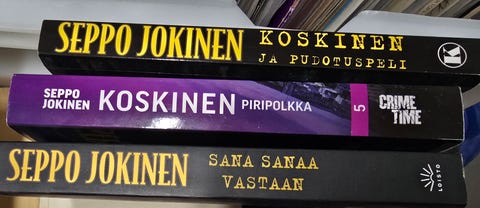 SEPPO JOKINEN KOSKINEN
JA PUDOTUSPELI
K
SEPPO
JOKINEN
KOSKINEN PIRIPOLKKA
5
CRIME
TIME
SEPPO JOKINEN
SANA SANAA
VASTAAN
LOISTO